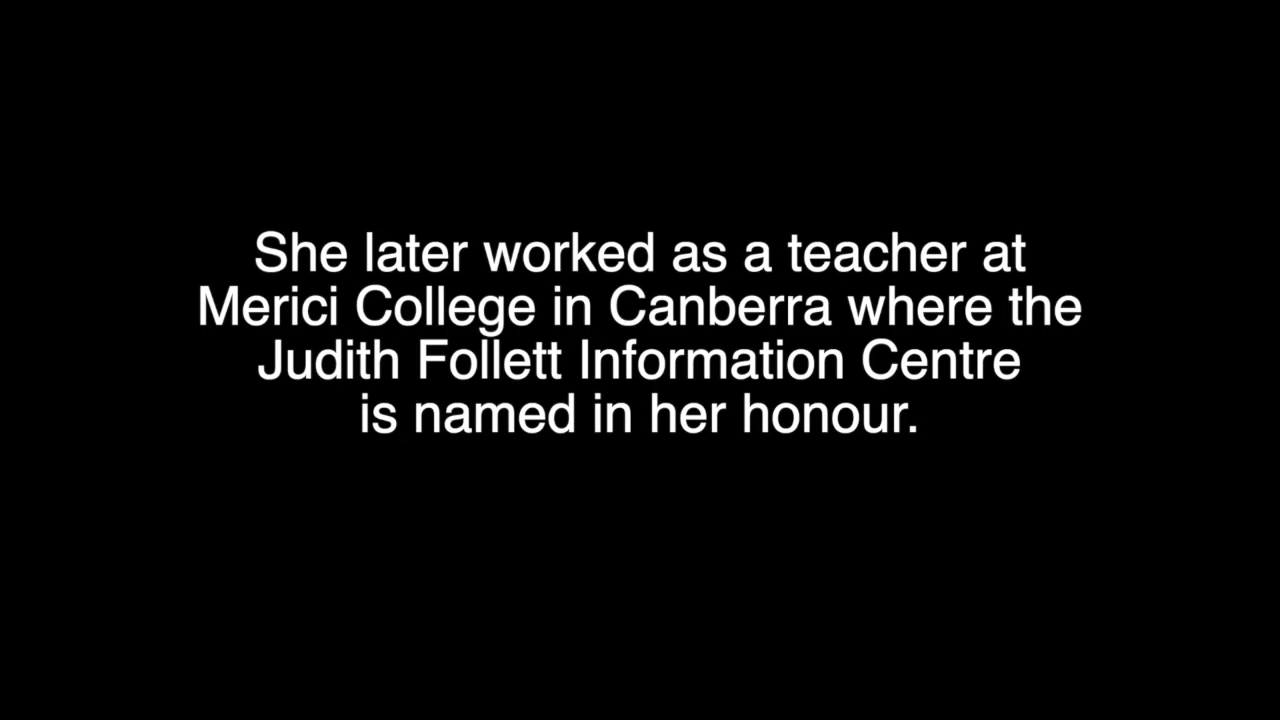 She later worked as a teacher at
Merici College in Canberra where the
Judith Follett Information Centre
is named in her honour.